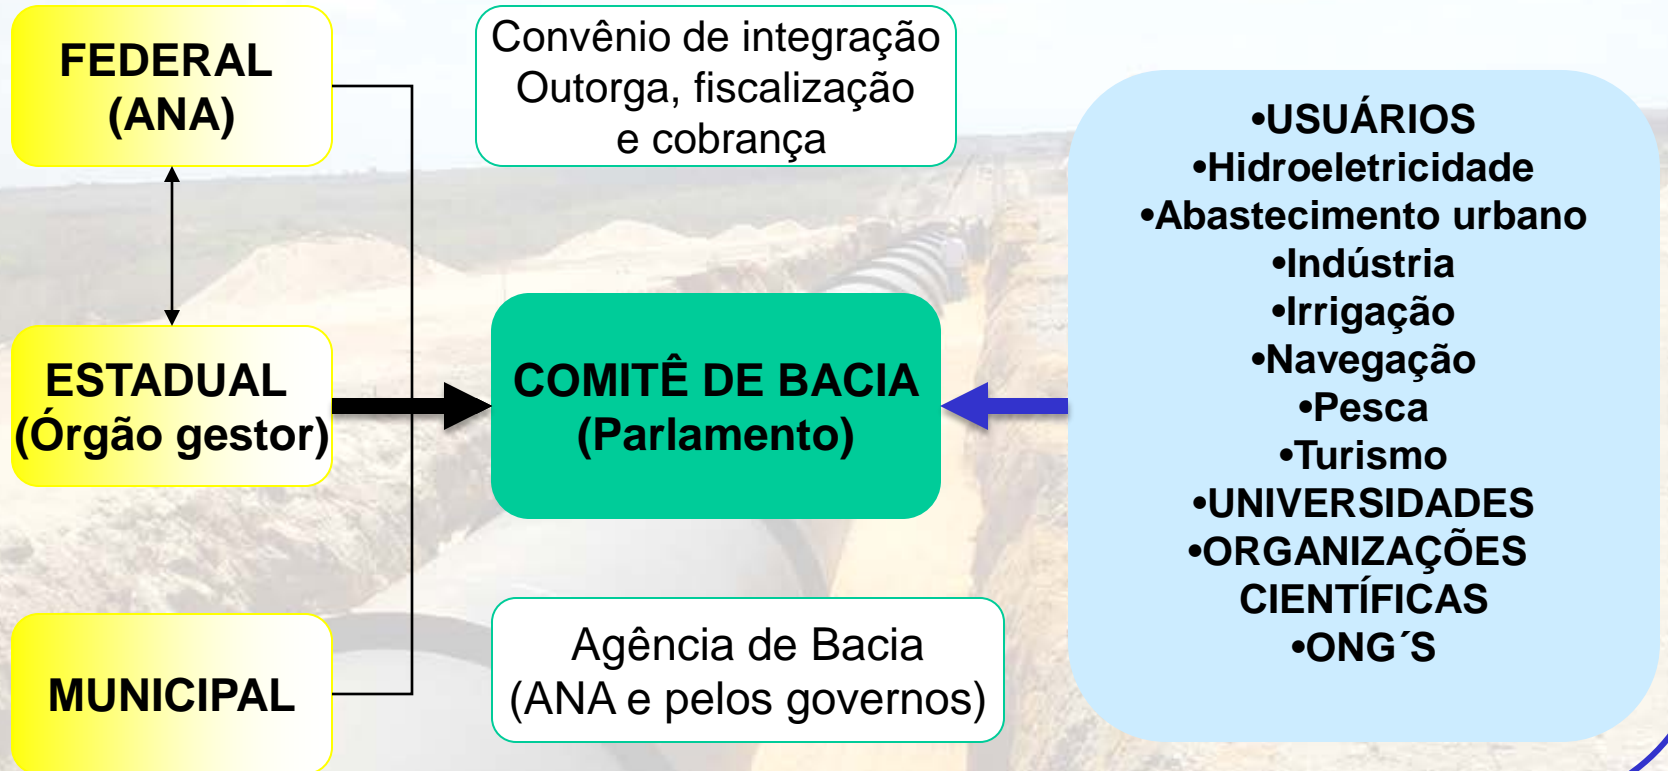 FEDERAL
(ANA)
Convênio de integração
Outorga, fiscalização
e cobrança
ESTADUAL
(Órgão gestor)
COMITÊ DE BACIA
(Parlamento)
MUNICIPAL
Agência de Bacia
(ANA e pelos governos)
•USUÁRIOS
•Hidroeletricidade
•Abastecimento urbano
•Indústria
•Irrigação
•Navegação
•Pesca
•Turismo
•UNIVERSIDADES
•ORGANIZAÇÕES
CIENTÍFICAS
•ONG´S